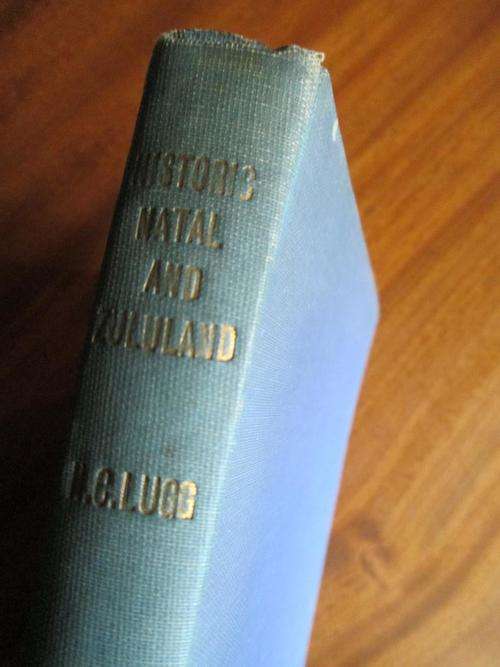 HISTORIC
NATAL
AND
ZULULAND
H.C.LUGG